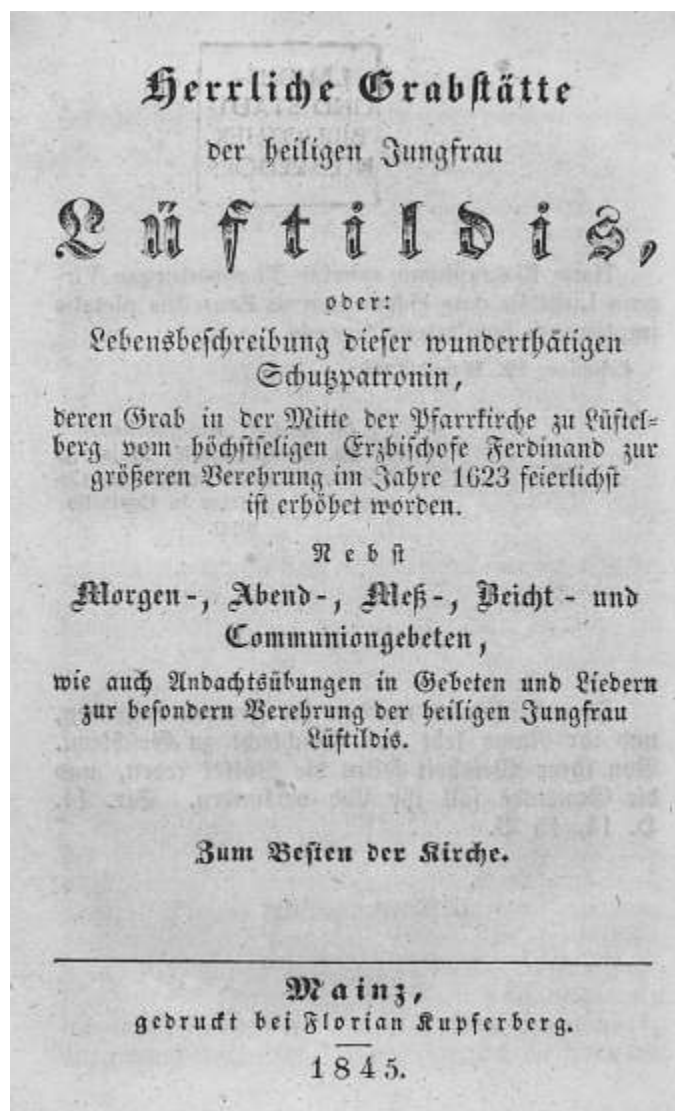 Herrliche Grabstätte
der heiligen Jungfrau
Lüftildis,
oder:
Lebensbeschreibung dieser wunderthätigen
Schutzpatronin,
deren Grab in der Mitte der Pfarrkirche zu Lüftel-
berg vom höchstseligen Erzbischofe Ferdinand zur
größeren Verehrung im Jahre 1623 feierlichst
ist erhöhet worden.
Nebst
Morgen-, Abend-, Meß-, Beicht- und
Communiongebeten,
wie auch Andachtsübungen in Gebeten und Liedern
zur besondern Verehrung der heiligen Jungfrau
Lüftildis.
Zum Besten der Kirche.
Mainz,
gedruckt bei Florian Kupferberg.
1845.